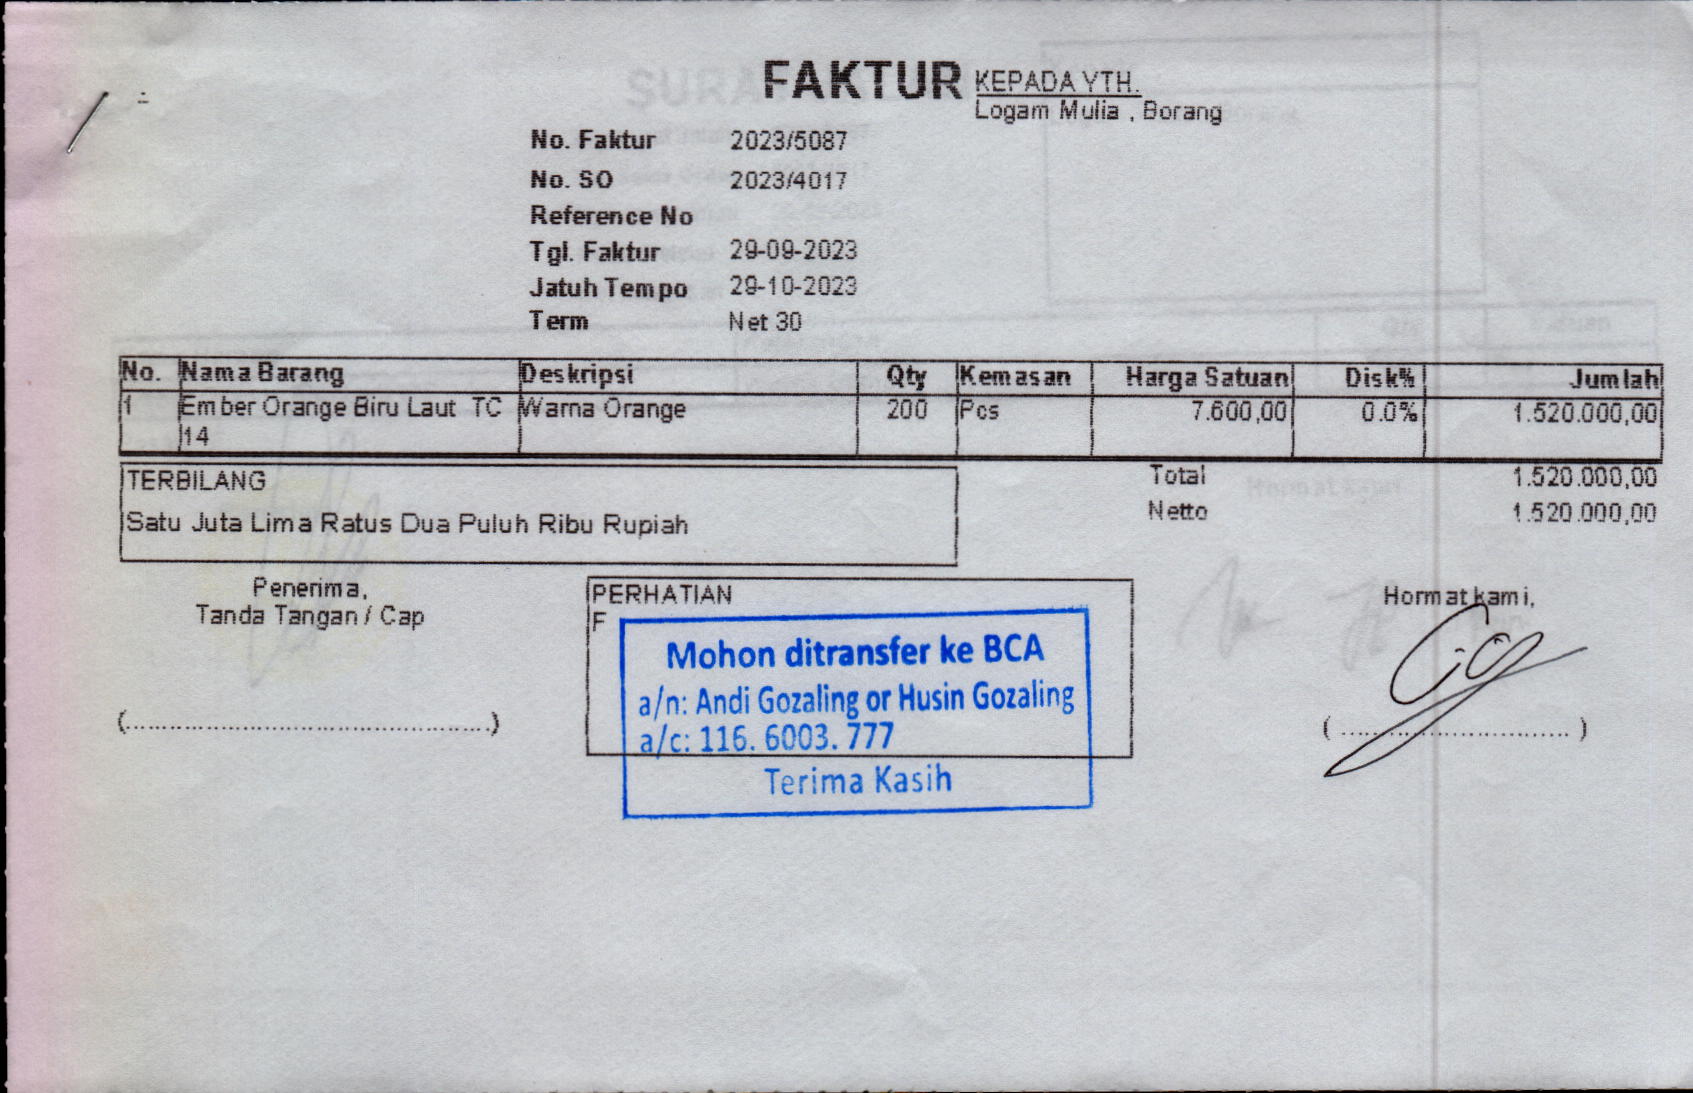 FAKTUR
KEPADA YTH.
Logam Mulia , Borang
No. Faktur 2023/5087
No. SO 2023/4017
Reference No
Tgl. Faktur 29-09-2023
Jatuh Tempo 29-10-2023
Term Net 30
No. Nama Barang Deskripsi Qty Kemasan Harga Satuan Disk% Jumlah
1 Ember Orange Biru Laut TC Warna Orange 200 Pcs 7.600,00 0.0% 1.520.000,00
14
TERBILANG
Satu Juta Lima Ratus Dua Puluh Ribu Rupiah
Total 1.520.000,00
Netto 1.520.000,00
Penerima,
Tanda Tangan / Cap
(...............................................)
PERHATIAN
F
Mohon ditransfer ke BCA
a/n: Andi Gozaling or Husin Gozaling
a/c: 116. 6003. 777
Terima Kasih
Hormat kami,
( ............................. )